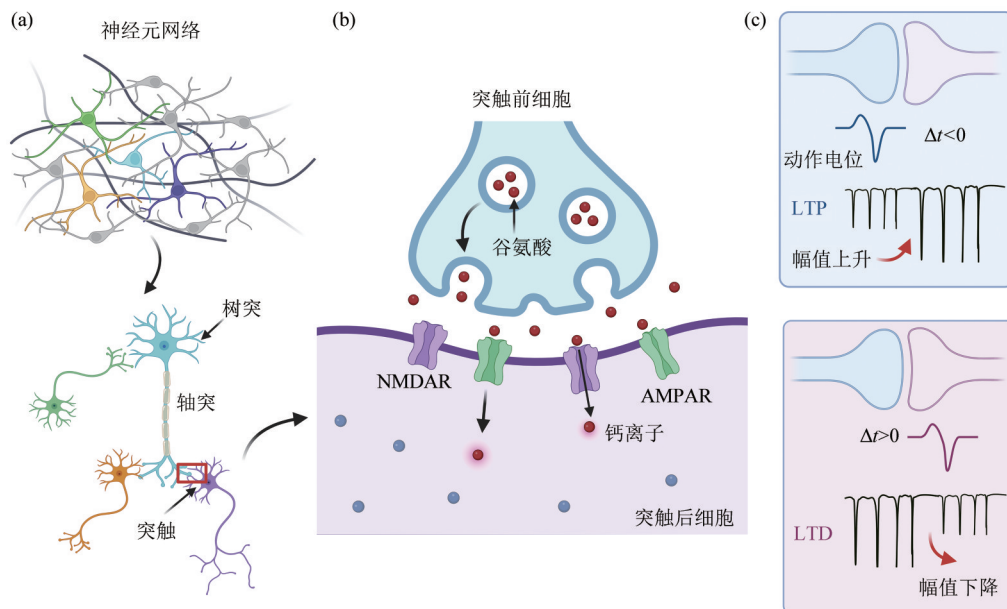 (a)
神经元网络
树突
轴突
突触
(b)
突触前细胞
谷氨酸
NMDAR
AMPAR
钙离子
突触后细胞
(c)
Δt<0
动作电位
LTP
幅值上升
Δt>0
LTD
幅值下降